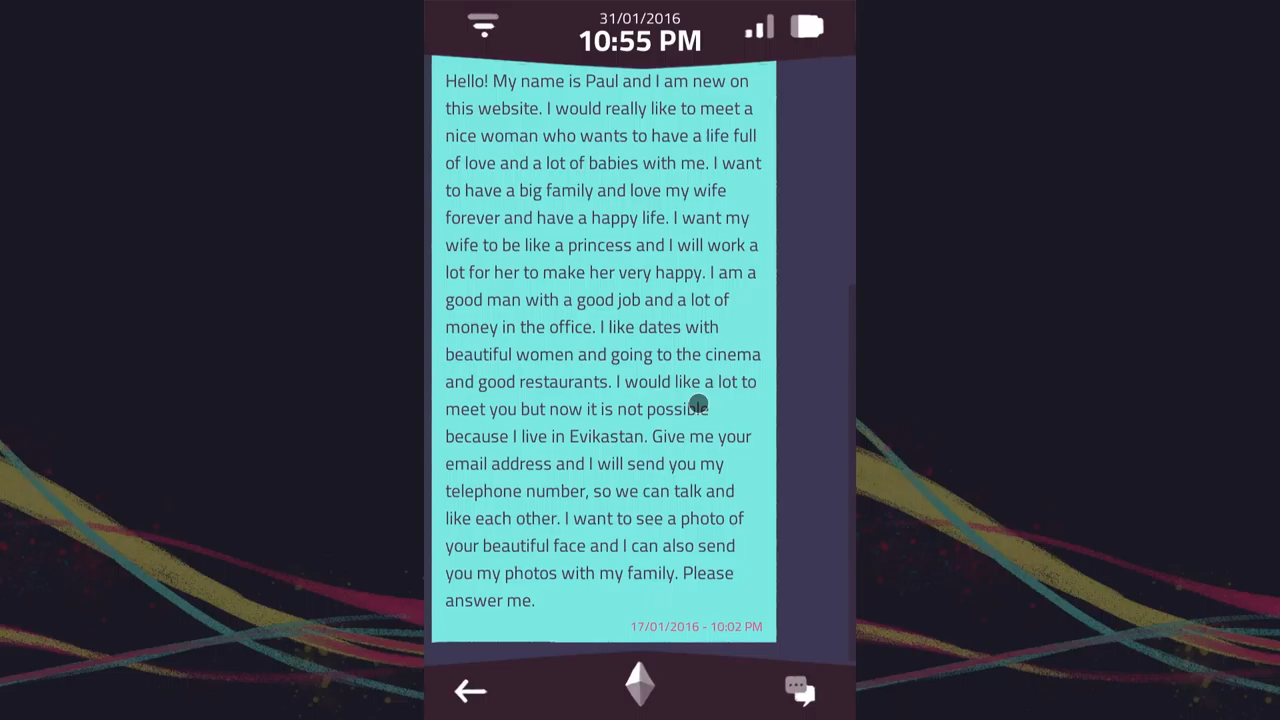 31/01/2016
10:55 PM
Hello! My name is Paul and I am new on
this website. I would really like to meet a
nice woman who wants to have a life full
of love and a lot of babies with me. I want
to have a big family and love my wife
forever and have a happy life. I want my
wife to be like a princess and I will work a
lot for her to make her very happy. I am a
good man with a good job and a lot of
money in the office. I like dates with
beautiful women and going to the cinema
and good restaurants. I would like a lot to
meet you but now it is not possible
because I live in Evikastan. Give me your
email address and I will send you my
telephone number, so we can talk and
like each other. I want to see a photo of
your beautiful face and I can also send
you my photos with my family. Please
answer me.
17/01/2016 - 10:02 PM